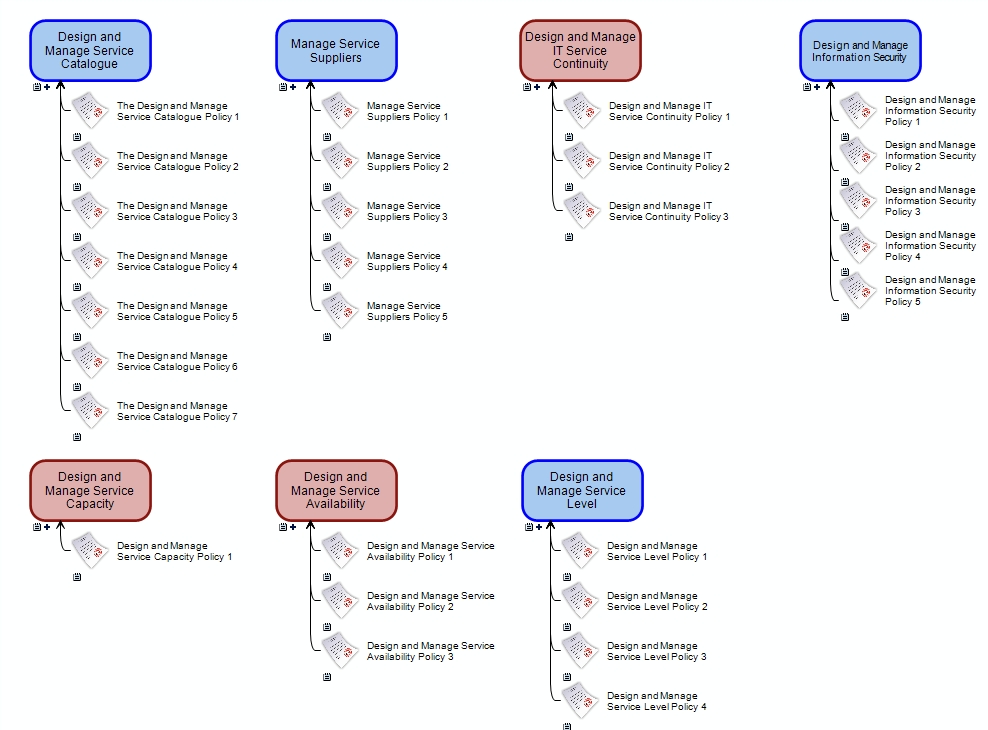 Design and
Manage Service
Catalogue
The Design and Manage
Service Catalogue Policy 1
The Design and Manage
Service Catalogue Policy 2
The Design and Manage
Service Catalogue Policy 3
The Design and Manage
Service Catalogue Policy 4
The Design and Manage
Service Catalogue Policy 5
The Design and Manage
Service Catalogue Policy 6
The Design and Manage
Service Catalogue Policy 7
Manage Service
Suppliers
Manage Service
Suppliers Policy 1
Manage Service
Suppliers Policy 2
Manage Service
Suppliers Policy 3
Manage Service
Suppliers Policy 4
Manage Service
Suppliers Policy 5
Design and Manage
IT Service
Continuity
Design and Manage IT
Service Continuity Policy 1
Design and Manage IT
Service Continuity Policy 2
Design and Manage IT
Service Continuity Policy 3
Design and Manage
Information Security
Design and Manage
Information Security
Policy 1
Design and Manage
Information Security
Policy 2
Design and Manage
Information Security
Policy 3
Design and Manage
Information Security
Policy 4
Design and Manage
Information Security
Policy 5
Design and
Manage Service
Capacity
Design and Manage
Service Capacity Policy 1
Design and
Manage Service
Availability
Design and Manage Service
Availability Policy 1
Design and Manage Service
Availability Policy 2
Design and Manage Service
Availability Policy 3
Design and
Manage Service
Level
Design and Manage
Service Level Policy 1
Design and Manage
Service Level Policy 2
Design and Manage
Service Level Policy 3
Design and Manage
Service Level Policy 4